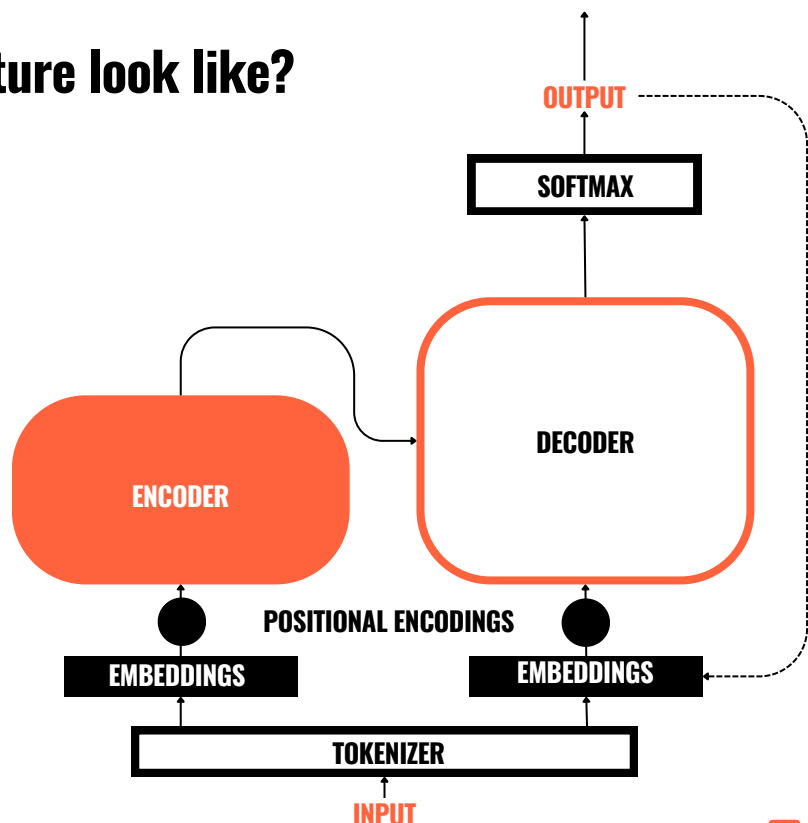 ture look like?
OUTPUT
SOFTMAX
DECODER
ENCODER
POSITIONAL ENCODINGS
EMBEDDINGS
EMBEDDINGS
TOKENIZER
INPUT